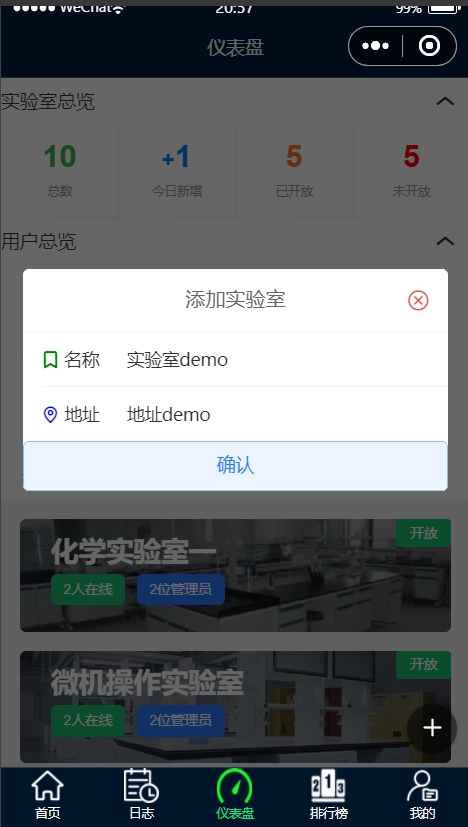 WeChat 20:57 99%
仪表盘
实验室总览
10 +1 5 5
总数 今日新增 已开放 未开放
用户总览
添加实验室
名称 实验室demo
地址 地址demo
确认
开放
化学实验室一
2人在线 2位管理员
开放
微机操作实验室
2人在线 2位管理员
首页 日志 仪表盘 排行榜 我的